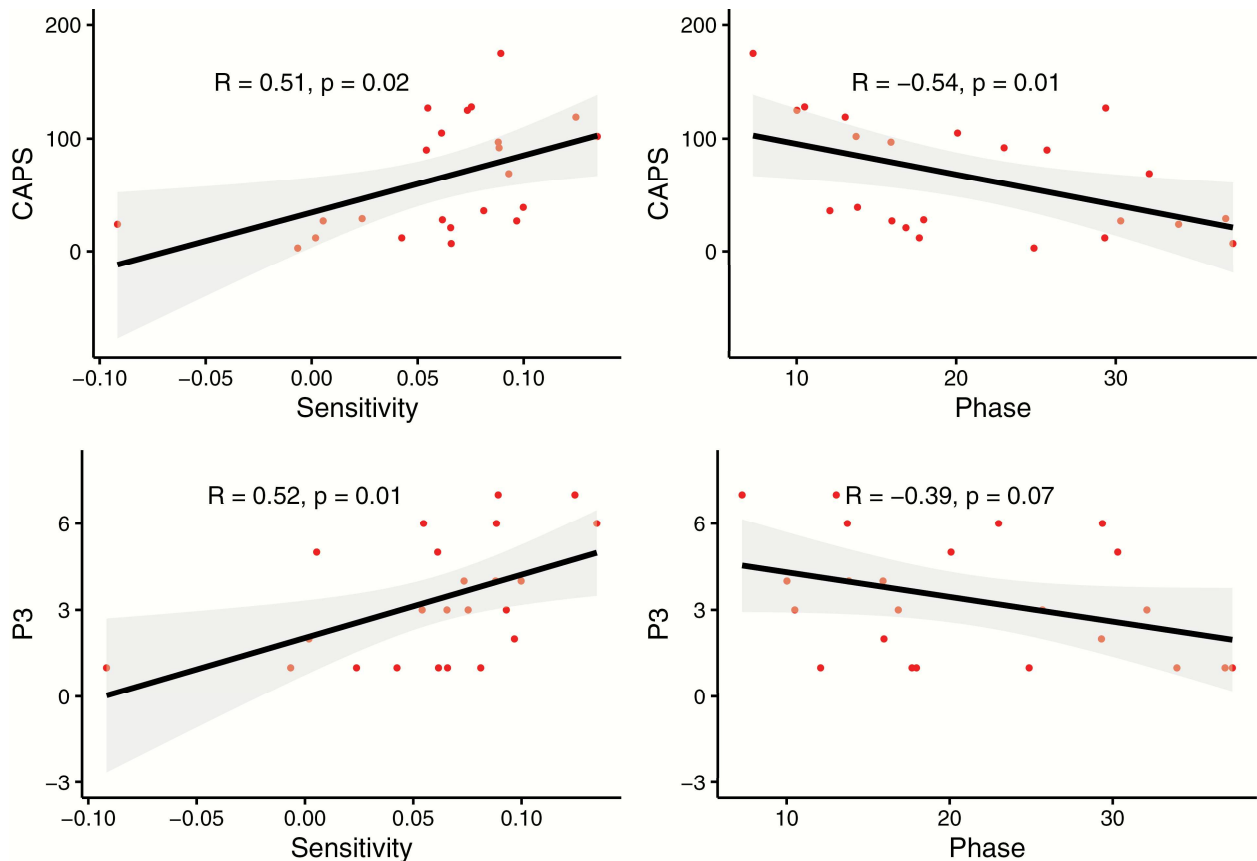 200
R = 0.51, p = 0.02
100
CAPS
0
−0.10 −0.05 0.00 0.05 0.10
Sensitivity
200
R = −0.54, p = 0.01
100
CAPS
0
10 20 30
Phase
R = 0.52, p = 0.01
6
3
P3
0
−3
−0.10 −0.05 0.00 0.05 0.10
Sensitivity
R = −0.39, p = 0.07
6
3
P3
0
−3
10 20 30
Phase